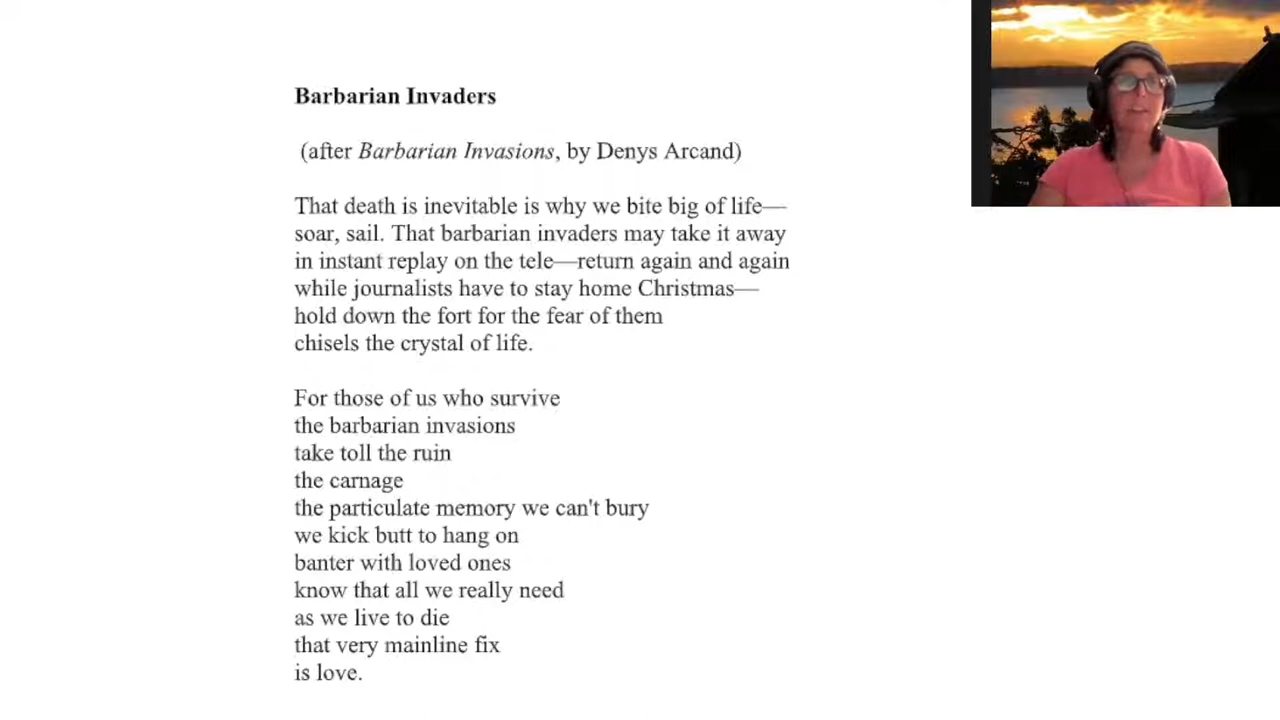 Barbarian Invaders
(after Barbarian Invasions, by Denys Arcand)
That death is inevitable is why we bite big of life—
soar, sail. That barbarian invaders may take it away
in instant replay on the tele—return again and again
while journalists have to stay home Christmas—
hold down the fort for the fear of them
chisels the crystal of life.
For those of us who survive
the barbarian invasions
take toll the ruin
the carnage
the particulate memory we can't bury
we kick butt to hang on
banter with loved ones
know that all we really need
as we live to die
that very mainline fix
is love.